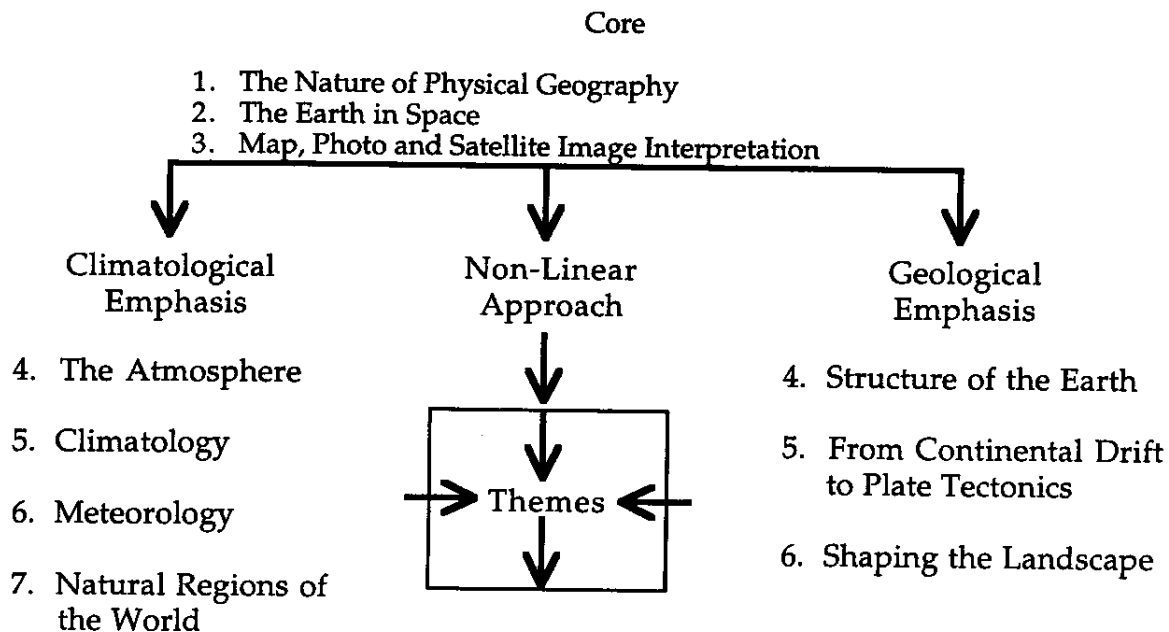 Core
1. The Nature of Physical Geography
2. The Earth in Space
3. Map, Photo and Satellite Image Interpretation
Climatological
Emphasis
4. The Atmosphere
5. Climatology
6. Meteorology
7. Natural Regions of
the World
Non-Linear
Approach
Themes
Geological
Emphasis
4. Structure of the Earth
5. From Continental Drift
to Plate Tectonics
6. Shaping the Landscape